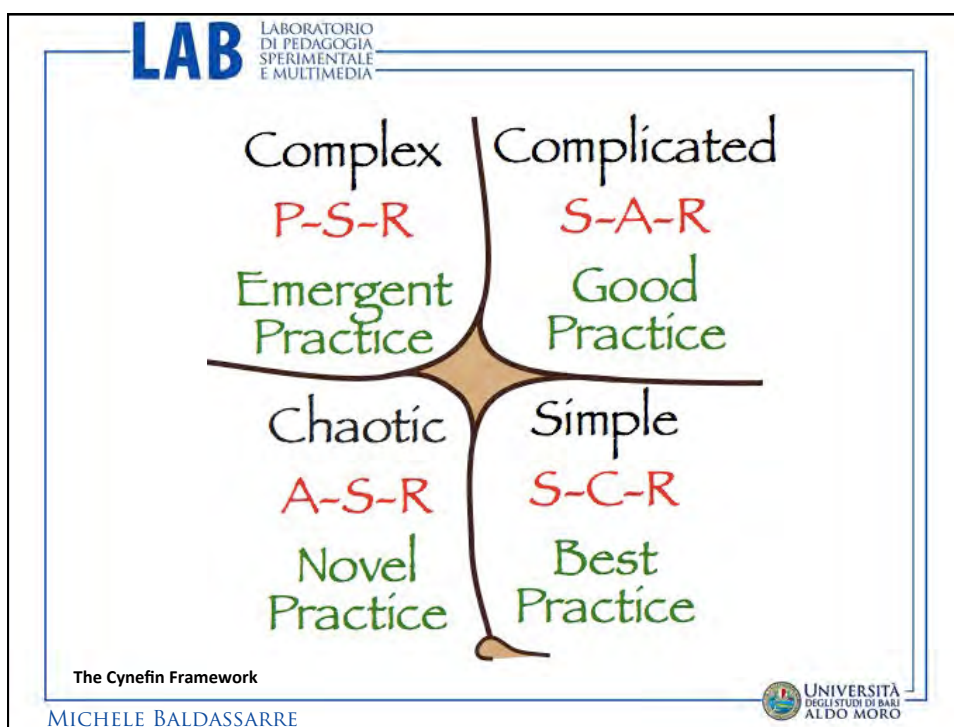 LAB
LABORATORIO
DI PEDAGOGIA
SPERIMENTALE
E MULTIMEDIA
Complex
P-S-R
Emergent
Practice
Complicated
S-A-R
Good
Practice
Chaotic
A-S-R
Novel
Practice
Simple
S-C-R
Best
Practice
The Cynefin Framework
MICHELE BALDASSARRE
UNIVERSITÀ
DEGLI STUDI DI BARI
ALDO MORO